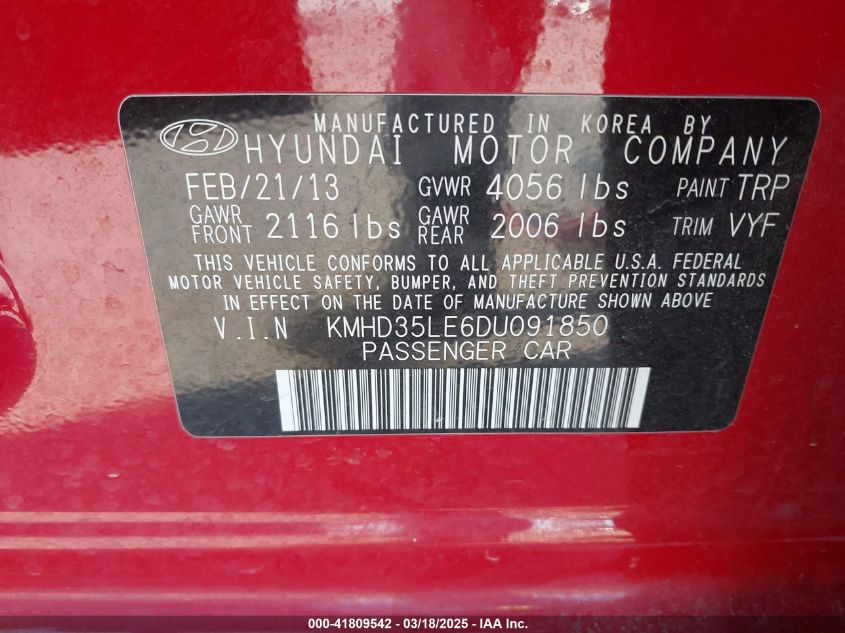 MANUFACTURED IN KOREA BY
HYUNDAI MOTOR COMPANY
FEB/21/13 GVWR 4056 lbs PAINT TRP
GAWR FRONT 2116 lbs GAWR REAR 2006 lbs TRIM VYF
THIS VEHICLE CONFORMS TO ALL APPLICABLE U.S.A. FEDERAL
MOTOR VEHICLE SAFETY, BUMPER, AND THEFT PREVENTION STANDARDS
IN EFFECT ON THE DATE OF MANUFACTURE SHOWN ABOVE
V.I.N KMHD35LE6DU091850
PASSENGER CAR
000-41809542 - 03/18/2025 - IAA Inc.